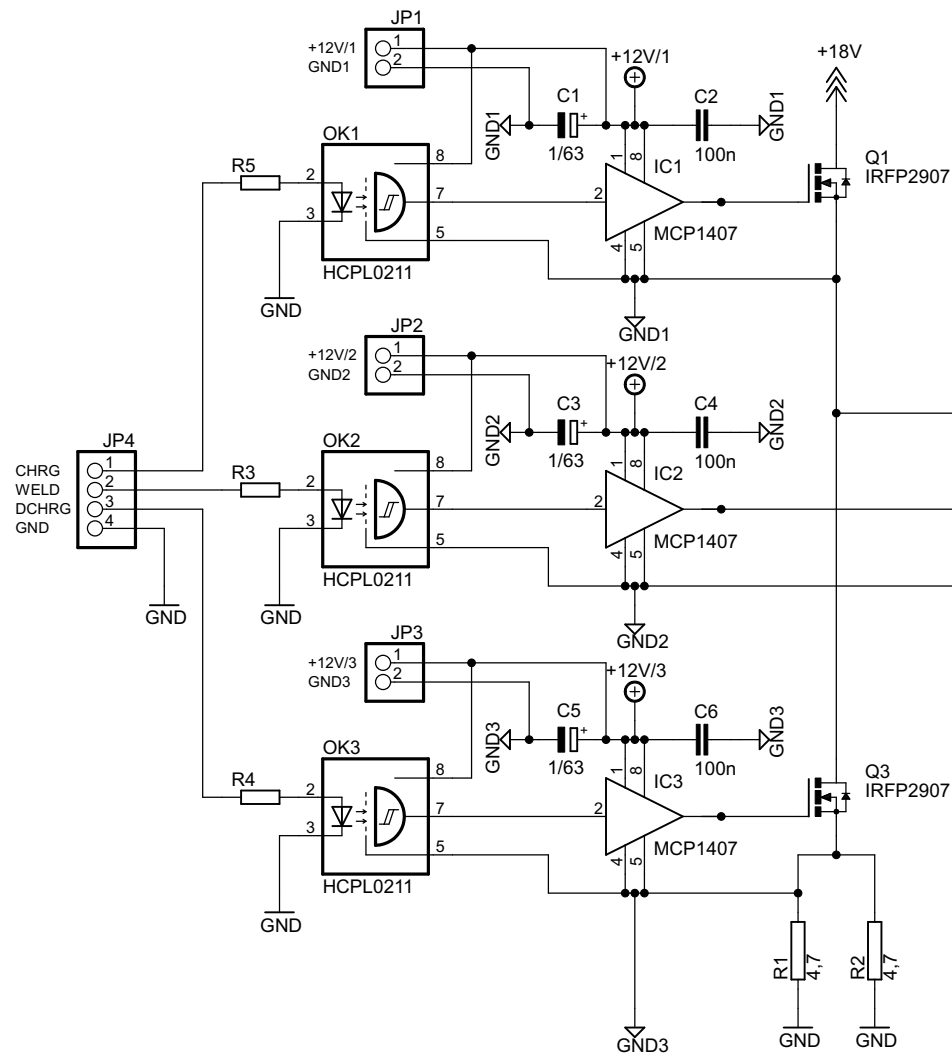 JP1
+12V/1
1
GND1
2
+12V/1
+18V
GND1
C1
+
1/63
C2
100n
GND1
OK1
8
R5
2
7
3
5
HCPL0211
GND
1
8
IC1
2
MCP1407
4
5
GND1
Q1
IRFP2907
JP2
+12V/2
1
GND2
2
+12V/2
GND2
C3
+
1/63
C4
100n
GND2
JP4
CHRG
1
WELD
2
DCHRG
3
GND
4
GND
OK2
8
R3
2
7
3
5
HCPL0211
GND
1
8
IC2
2
MCP1407
4
5
GND2
JP3
+12V/3
1
GND3
2
+12V/3
GND3
C5
+
1/63
C6
100n
GND3
OK3
8
R4
2
7
3
5
HCPL0211
GND
1
8
IC3
2
MCP1407
4
5
GND3
Q3
IRFP2907
R1
4,7
GND
R2
4,7
GND